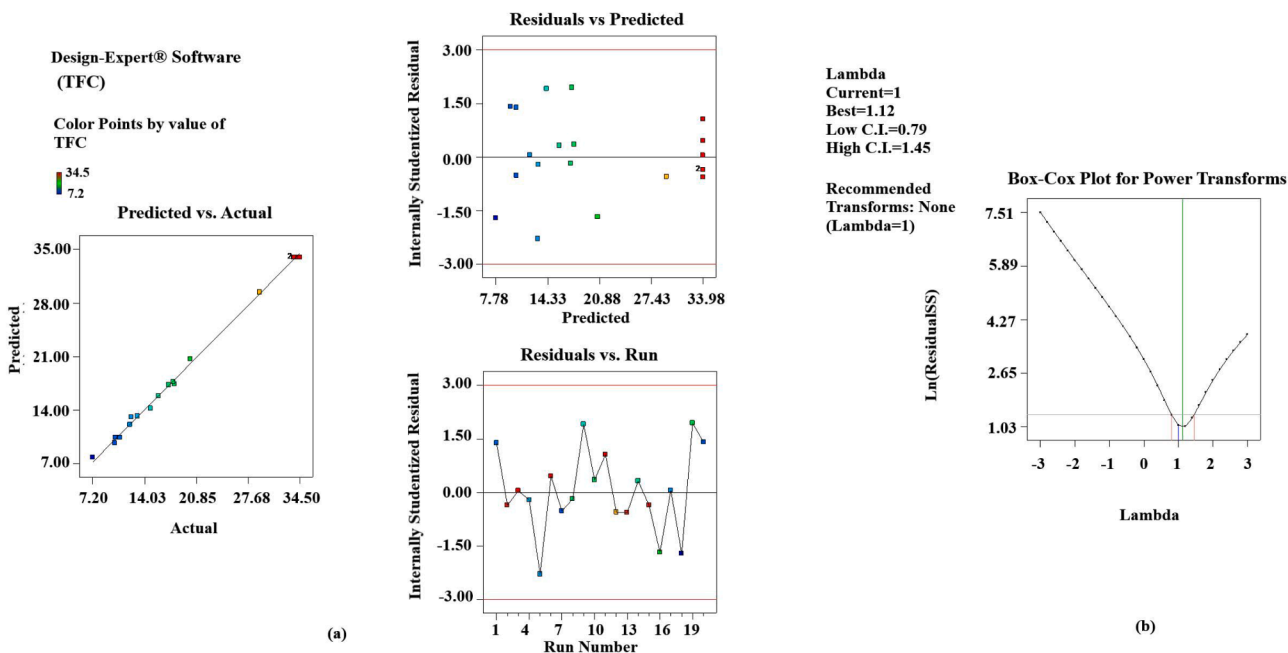 Design-Expert® Software
(TFC)
Color Points by value of
TFC
34.5
7.2
Predicted vs. Actual
35.00
28.00
21.00
14.00
7.00
Predicted
2
7.20 14.03 20.85 27.68 34.50
Actual
Residuals vs Predicted
3.00
1.50
0.00
-1.50
-3.00
Internally Studentized Residual
2
7.78 14.33 20.88 27.43 33.98
Predicted
Residuals vs. Run
3.00
1.50
0.00
-1.50
-3.00
Internally Studentized Residual
1 4 7 10 13 16 19
Run Number
(a)
Lambda
Current=1
Best=1.12
Low C.I.=0.79
High C.I.=1.45
Recommended
Transforms: None
(Lambda=1)
Box-Cox Plot for Power Transforms
7.51
5.89
4.27
2.65
1.03
Ln(ResidualSS)
-3 -2 -1 0 1 2 3
Lambda
(b)